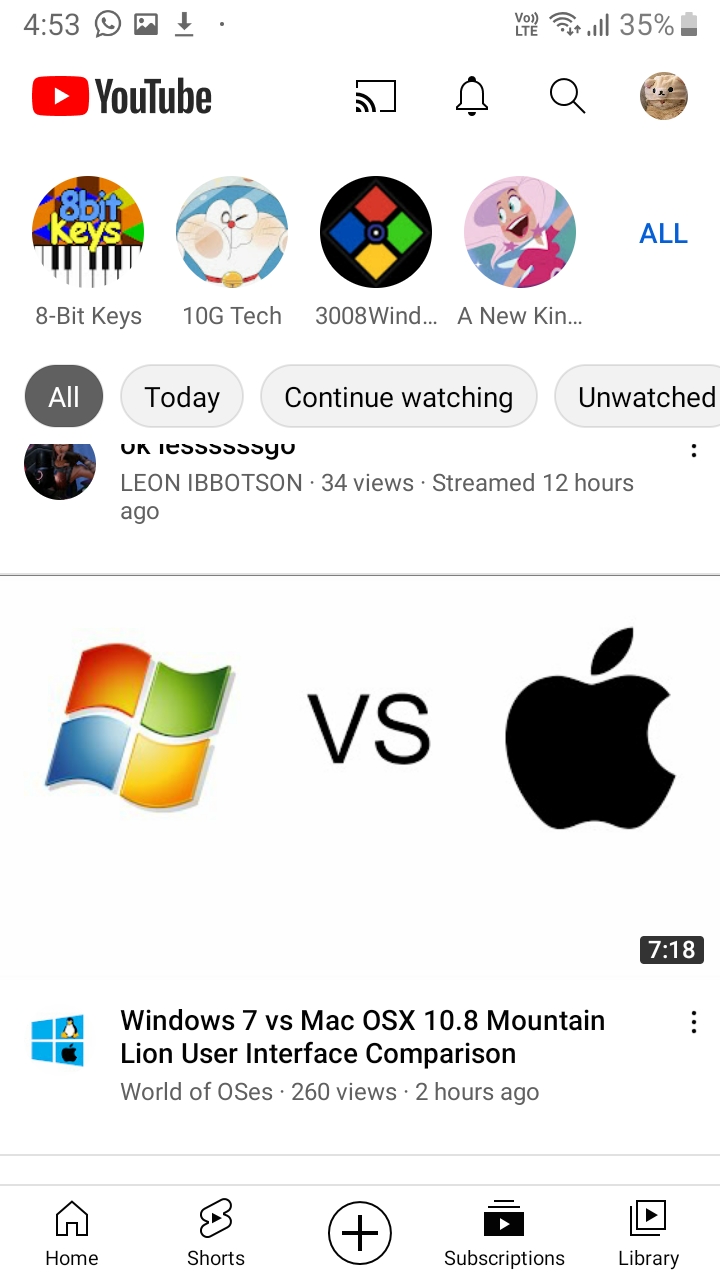 4:53
Vo))
LTE
35%
YouTube
8bit
keys
ALL
8-Bit Keys
10G Tech
3008Wind...
A New Kin...
All
Today
Continue watching
Unwatched
ok lessssssgo
LEON IBBOTSON · 34 views · Streamed 12 hours
ago
VS
7:18
Windows 7 vs Mac OSX 10.8 Mountain
Lion User Interface Comparison
World of OSes · 260 views · 2 hours ago
Home
Shorts
Subscriptions
Library